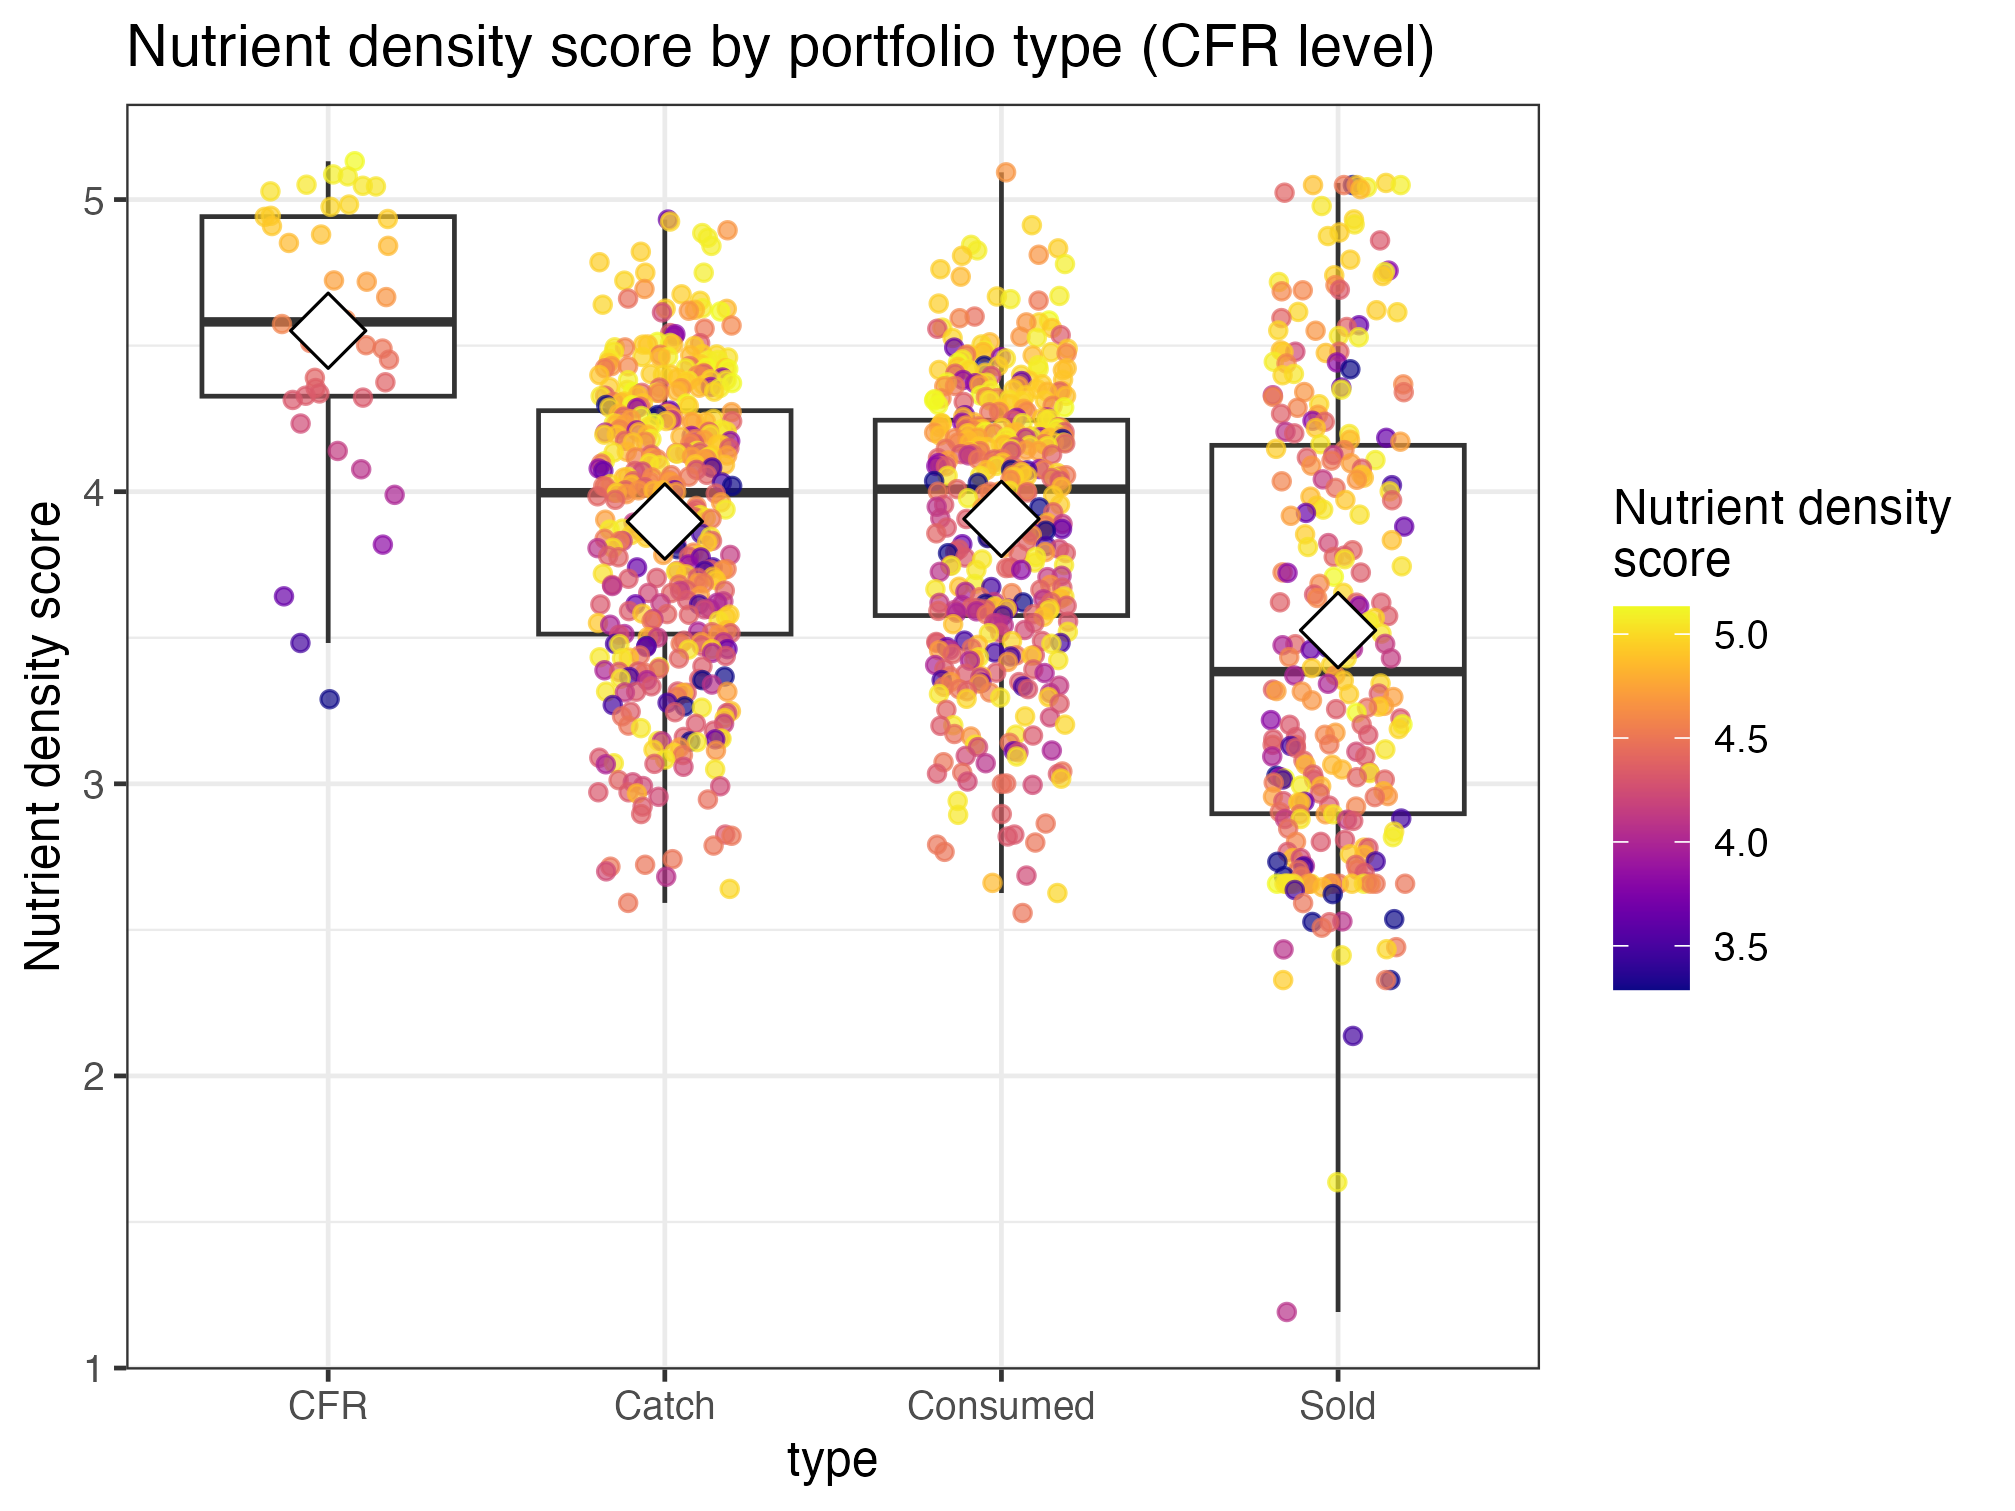 Nutrient density score by portfolio type (CFR level)
Nutrient density score
5
4
3
2
1
CFR
Catch
Consumed
Sold
type
Nutrient density
score
5.0
4.5
4.0
3.5